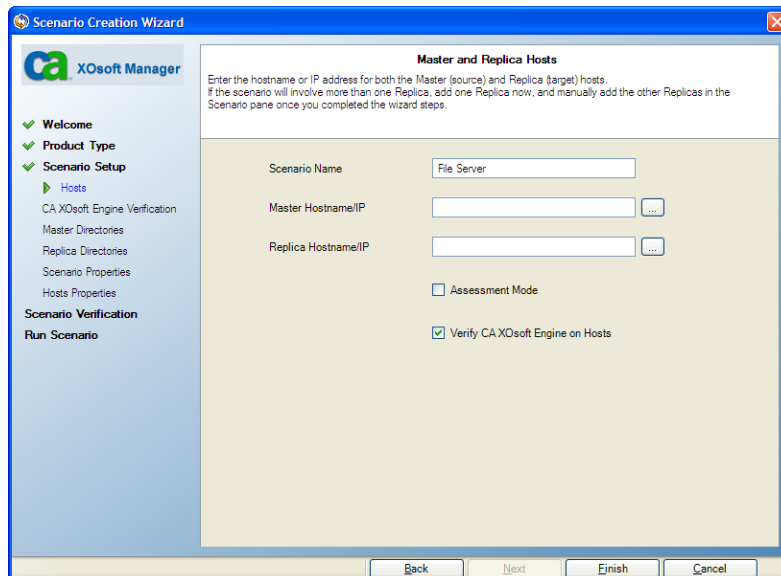 Scenario Creation Wizard
ca XOsoft Manager
Welcome
Product Type
Scenario Setup
Hosts
CA XOsoft Engine Verification
Master Directories
Replica Directories
Scenario Properties
Hosts Properties
Scenario Verification
Run Scenario
Master and Replica Hosts
Enter the hostname or IP address for both the Master (source) and Replica (target) hosts.
If the scenario will involve more than one Replica, add one Replica now, and manually add the other Replicas in the
Scenario pane once you completed the wizard steps.
Scenario Name File Server
Master Hostname/IP ...
Replica Hostname/IP ...
Assessment Mode
Verify CA XOsoft Engine on Hosts
Back Next Finish Cancel